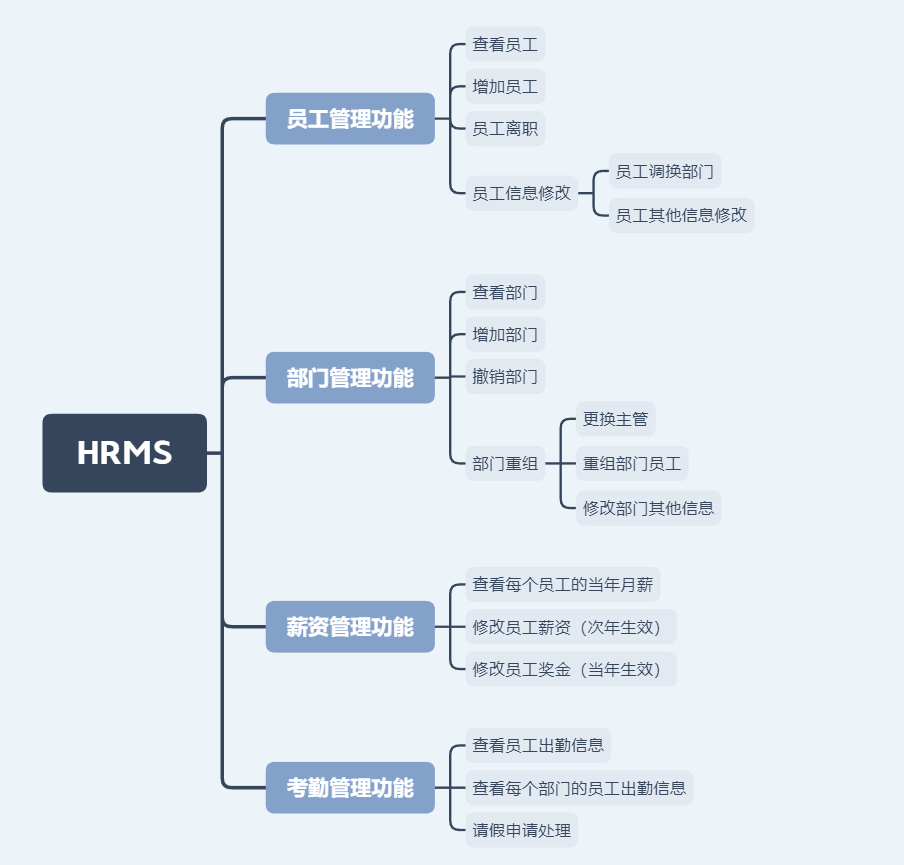 HRMS
员工管理功能
查看员工
增加员工
员工离职
员工信息修改
员工调换部门
员工其他信息修改
部门管理功能
查看部门
增加部门
撤销部门
部门重组
更换主管
重组部门员工
修改部门其他信息
薪资管理功能
查看每个员工的当年月薪
修改员工薪资（次年生效）
修改员工奖金（当年生效）
考勤管理功能
查看员工出勤信息
查看每个部门的员工出勤信息
请假申请处理